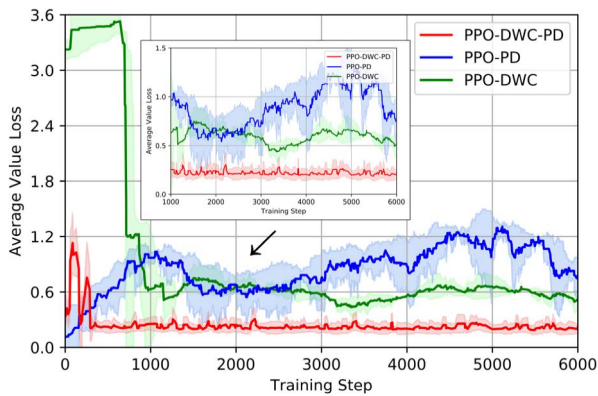 3.6
3.0
2.4
1.8
1.2
0.6
0.0
Average Value Loss
0
1000
2000
3000
4000
5000
6000
Training Step
PPO-DWC-PD
PPO-PD
PPO-DWC
1.5
1.0
0.5
0.0
Average Value Loss
1000
2000
3000
4000
5000
6000
Training Step
PPO-DWC-PD
PPO-PD
PPO-DWC